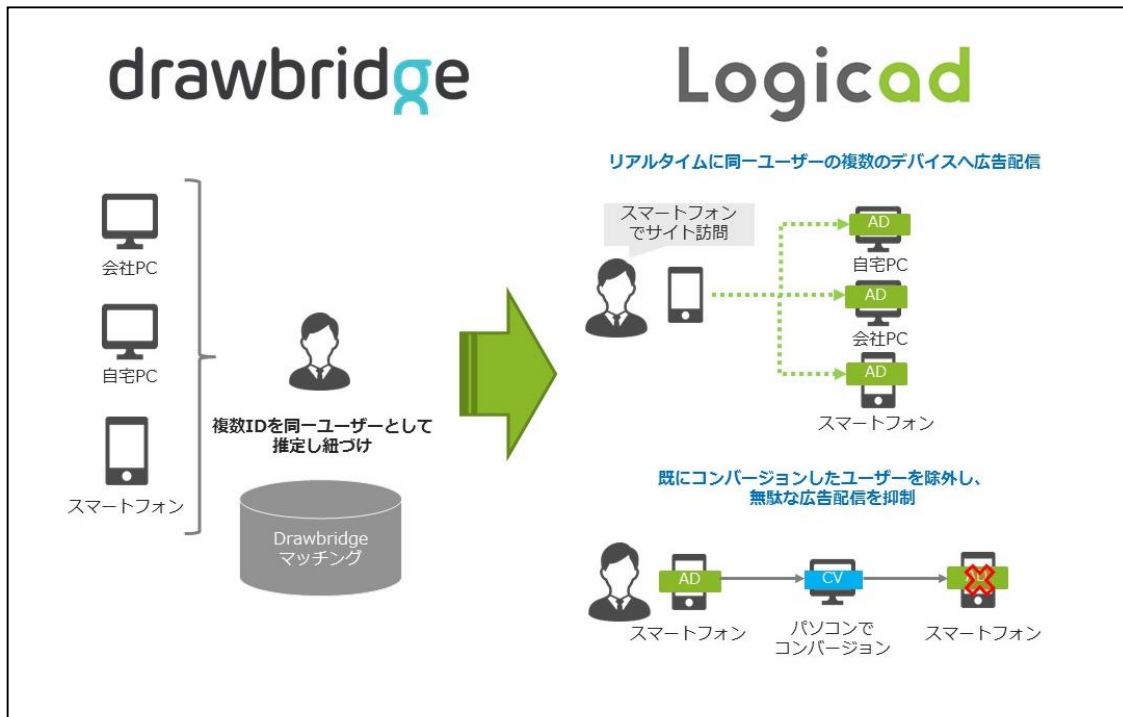 drawbridge
Logicad
会社PC
自宅PC
スマートフォン
複数IDを同一ユーザーとして
推定し紐づけ
Drawbridge
マッチング
リアルタイムに同一ユーザーの複数のデバイスへ広告配信
スマートフォン
でサイト訪問
AD
自宅PC
AD
会社PC
AD
スマートフォン
既にコンバージョンしたユーザーを除外し、
無駄な広告配信を抑制
AD
スマートフォン
CV
パソコンで
コンバージョン
スマートフォン